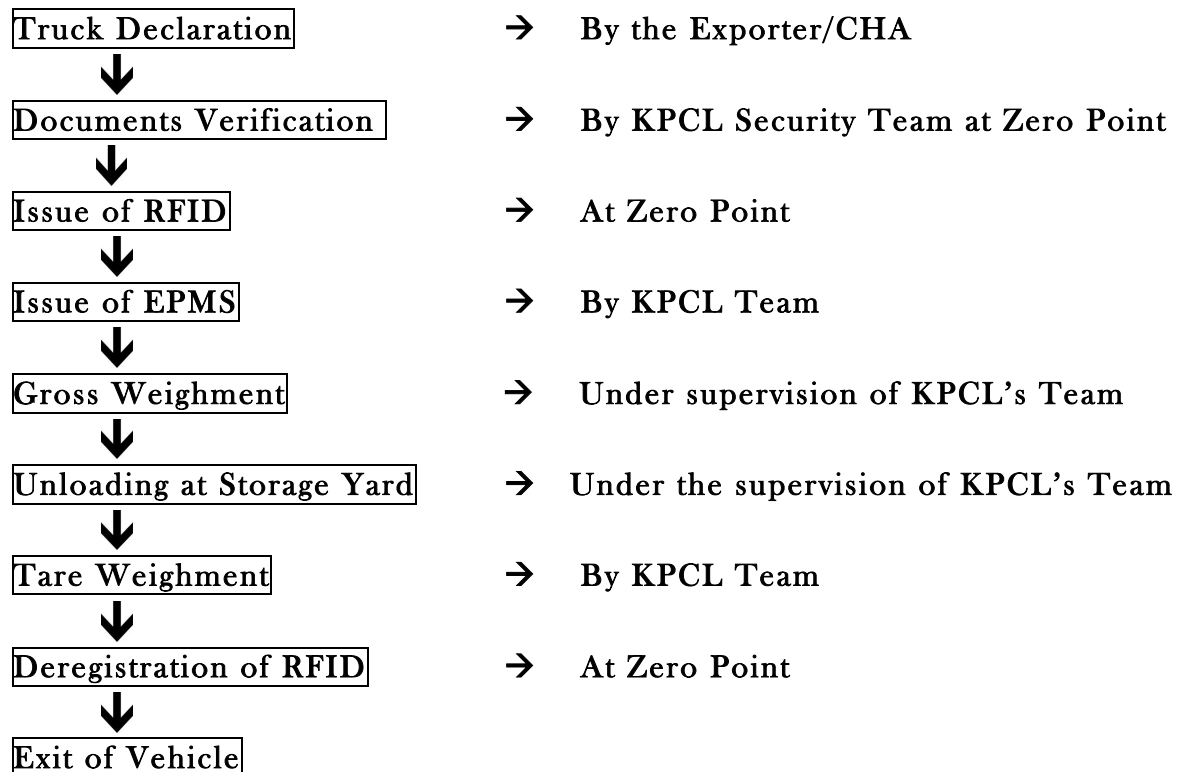 Truck Declaration → By the Exporter/CHA
Documents Verification → By KPCL Security Team at Zero Point
Issue of RFID → At Zero Point
Issue of EPMS → By KPCL Team
Gross Weighment → Under supervision of KPCL's Team
Unloading at Storage Yard → Under the supervision of KPCL's Team
Tare Weighment → By KPCL Team
Deregistration of RFID → At Zero Point
Exit of Vehicle